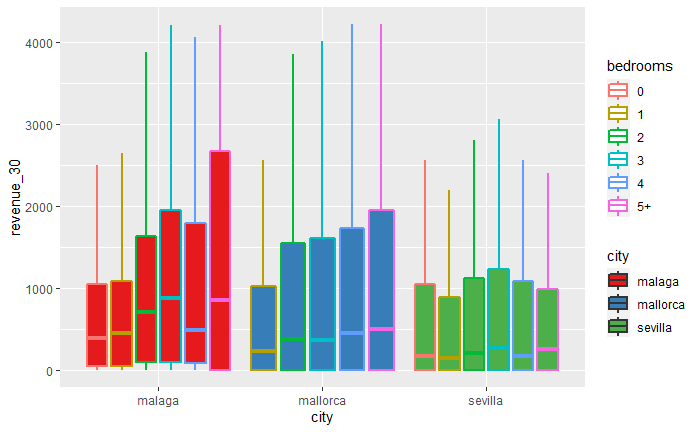 4000
3000
2000
1000
0
revenue_30
malaga
mallorca
sevilla
city
bedrooms
0
1
2
3
4
5+
city
malaga
mallorca
sevilla